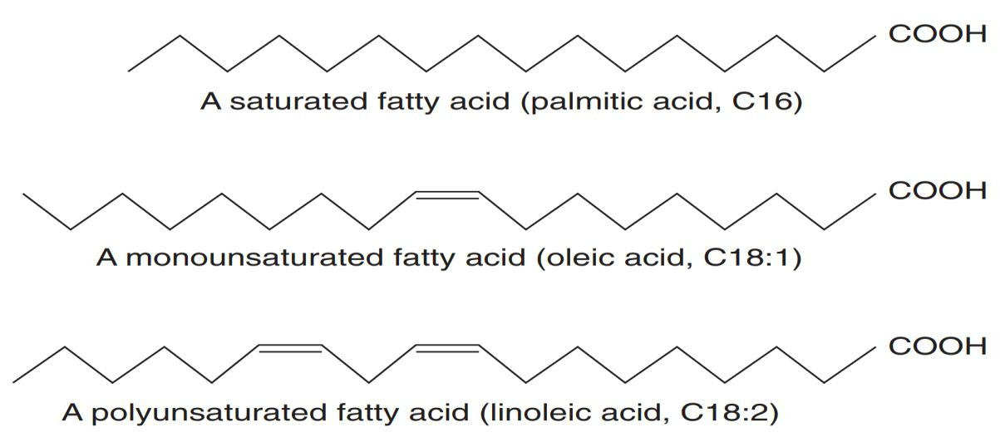 COOH
A saturated fatty acid (palmitic acid, C16)
COOH
A monounsaturated fatty acid (oleic acid, C18:1)
COOH
A polyunsaturated fatty acid (linoleic acid, C18:2)